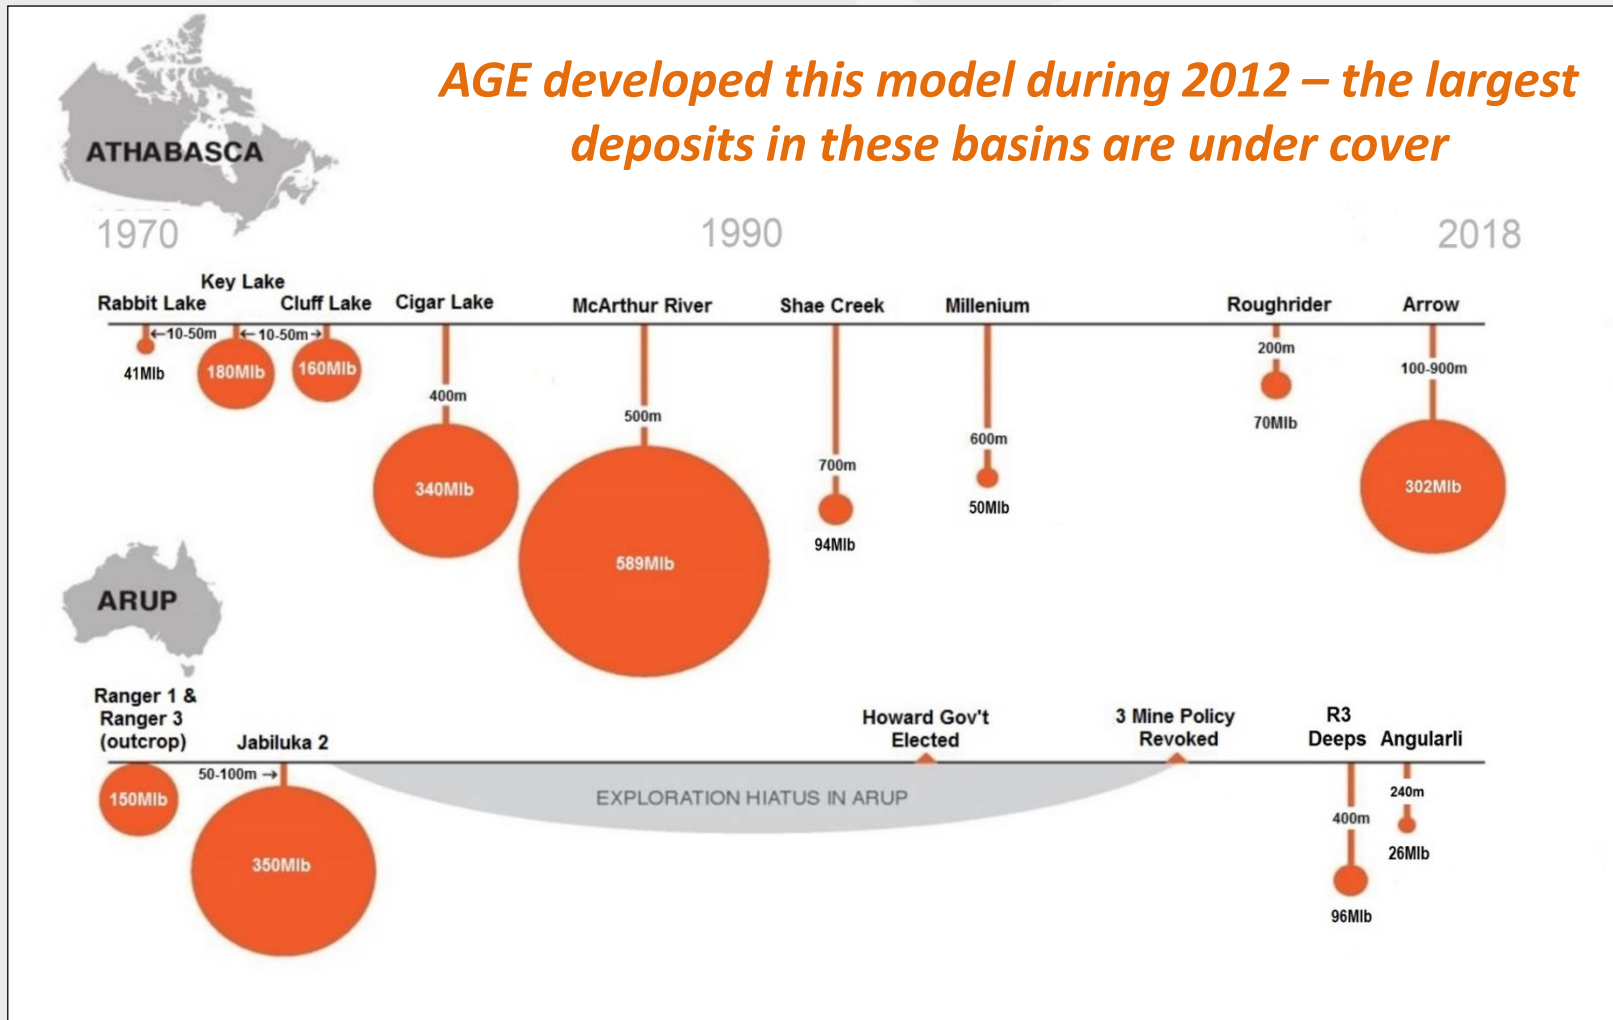 AGE developed this model during 2012 – the largest
deposits in these basins are under cover
ATHABASCA
1970
1990
2018
Rabbit Lake
Key Lake
Cluff Lake
Cigar Lake
McArthur River
Shae Creek
Millenium
Roughrider
Arrow
←10-50m
←10-50m→
41Mlb
180Mlb
160Mlb
400m
340Mlb
500m
589Mlb
700m
94Mlb
600m
50Mlb
200m
70Mlb
100-900m
302Mlb
ARUP
Ranger 1 &
Ranger 3
(outcrop)
Jabiluka 2
Howard Gov't
Elected
3 Mine Policy
Revoked
R3
Deeps
Angularli
150Mlb
50-100m →
350Mlb
EXPLORATION HIATUS IN ARUP
400m
96Mlb
240m
26Mlb